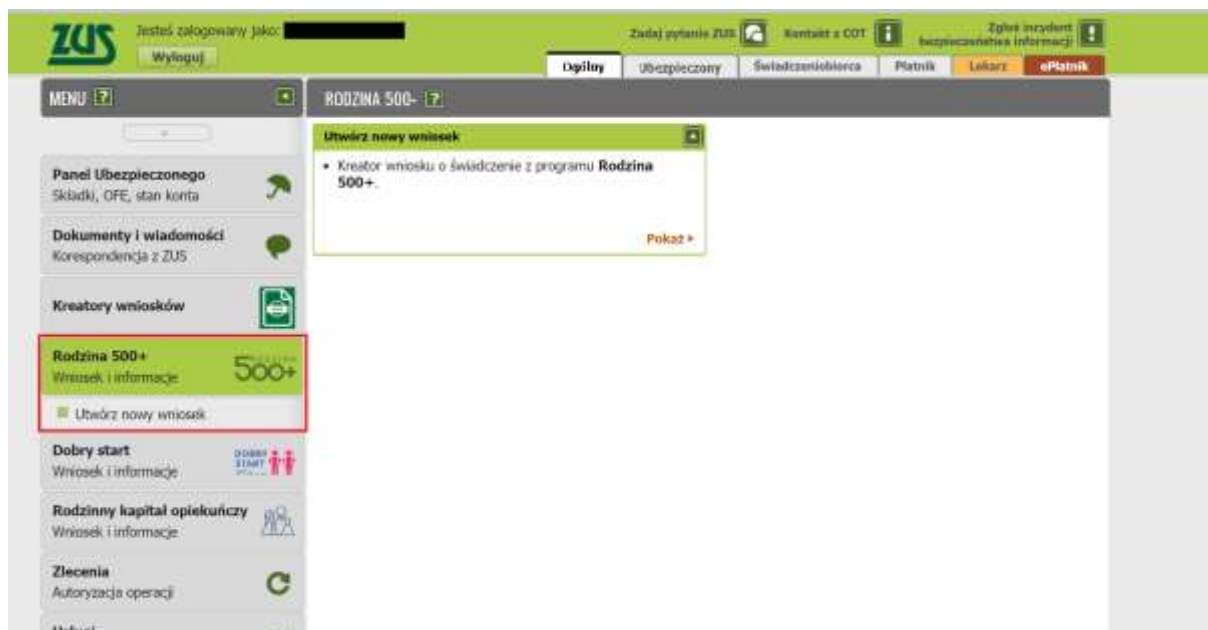 ZUS
Jesteś zalogowany jako:
Wyloguj
Zadaj pytanie ZUS
Kontakt z COT
Zgłoś incydent
bezpieczeństwa informacji
Ogólny
Ubezpieczony
Świadczeniobiorca
Płatnik
Lekarz
ePłatnik
MENU ?
RODZINA 500- ?
Utwórz nowy wniosek
• Kreator wniosku o świadczenie z programu Rodzina
500+.
Pokaż
Panel Ubezpieczonego
Składki, OFE, stan konta
Dokumenty i wiadomości
Korespondencja z ZUS
Kreatory wniosków
Rodzina 500+
Wniosek i informacje
500+
Utwórz nowy wniosek
Dobry start
Wniosek i informacje
DOBRY
START
Rodzinny kapitał opiekuńczy
Wniosek i informacje
Zlecenia
Autoryzacja operacji